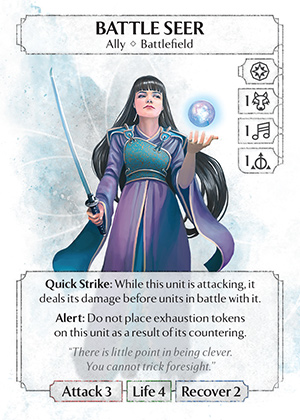 BATTLE SEER
Ally ◇ Battlefield
1
1
1
Quick Strike: While this unit is attacking, it
deals its damage before units in battle with it.
Alert: Do not place exhaustion tokens
on this unit as a result of its countering.
"There is little point in being clever.
You cannot trick foresight."
Attack 3 Life 4 Recover 2